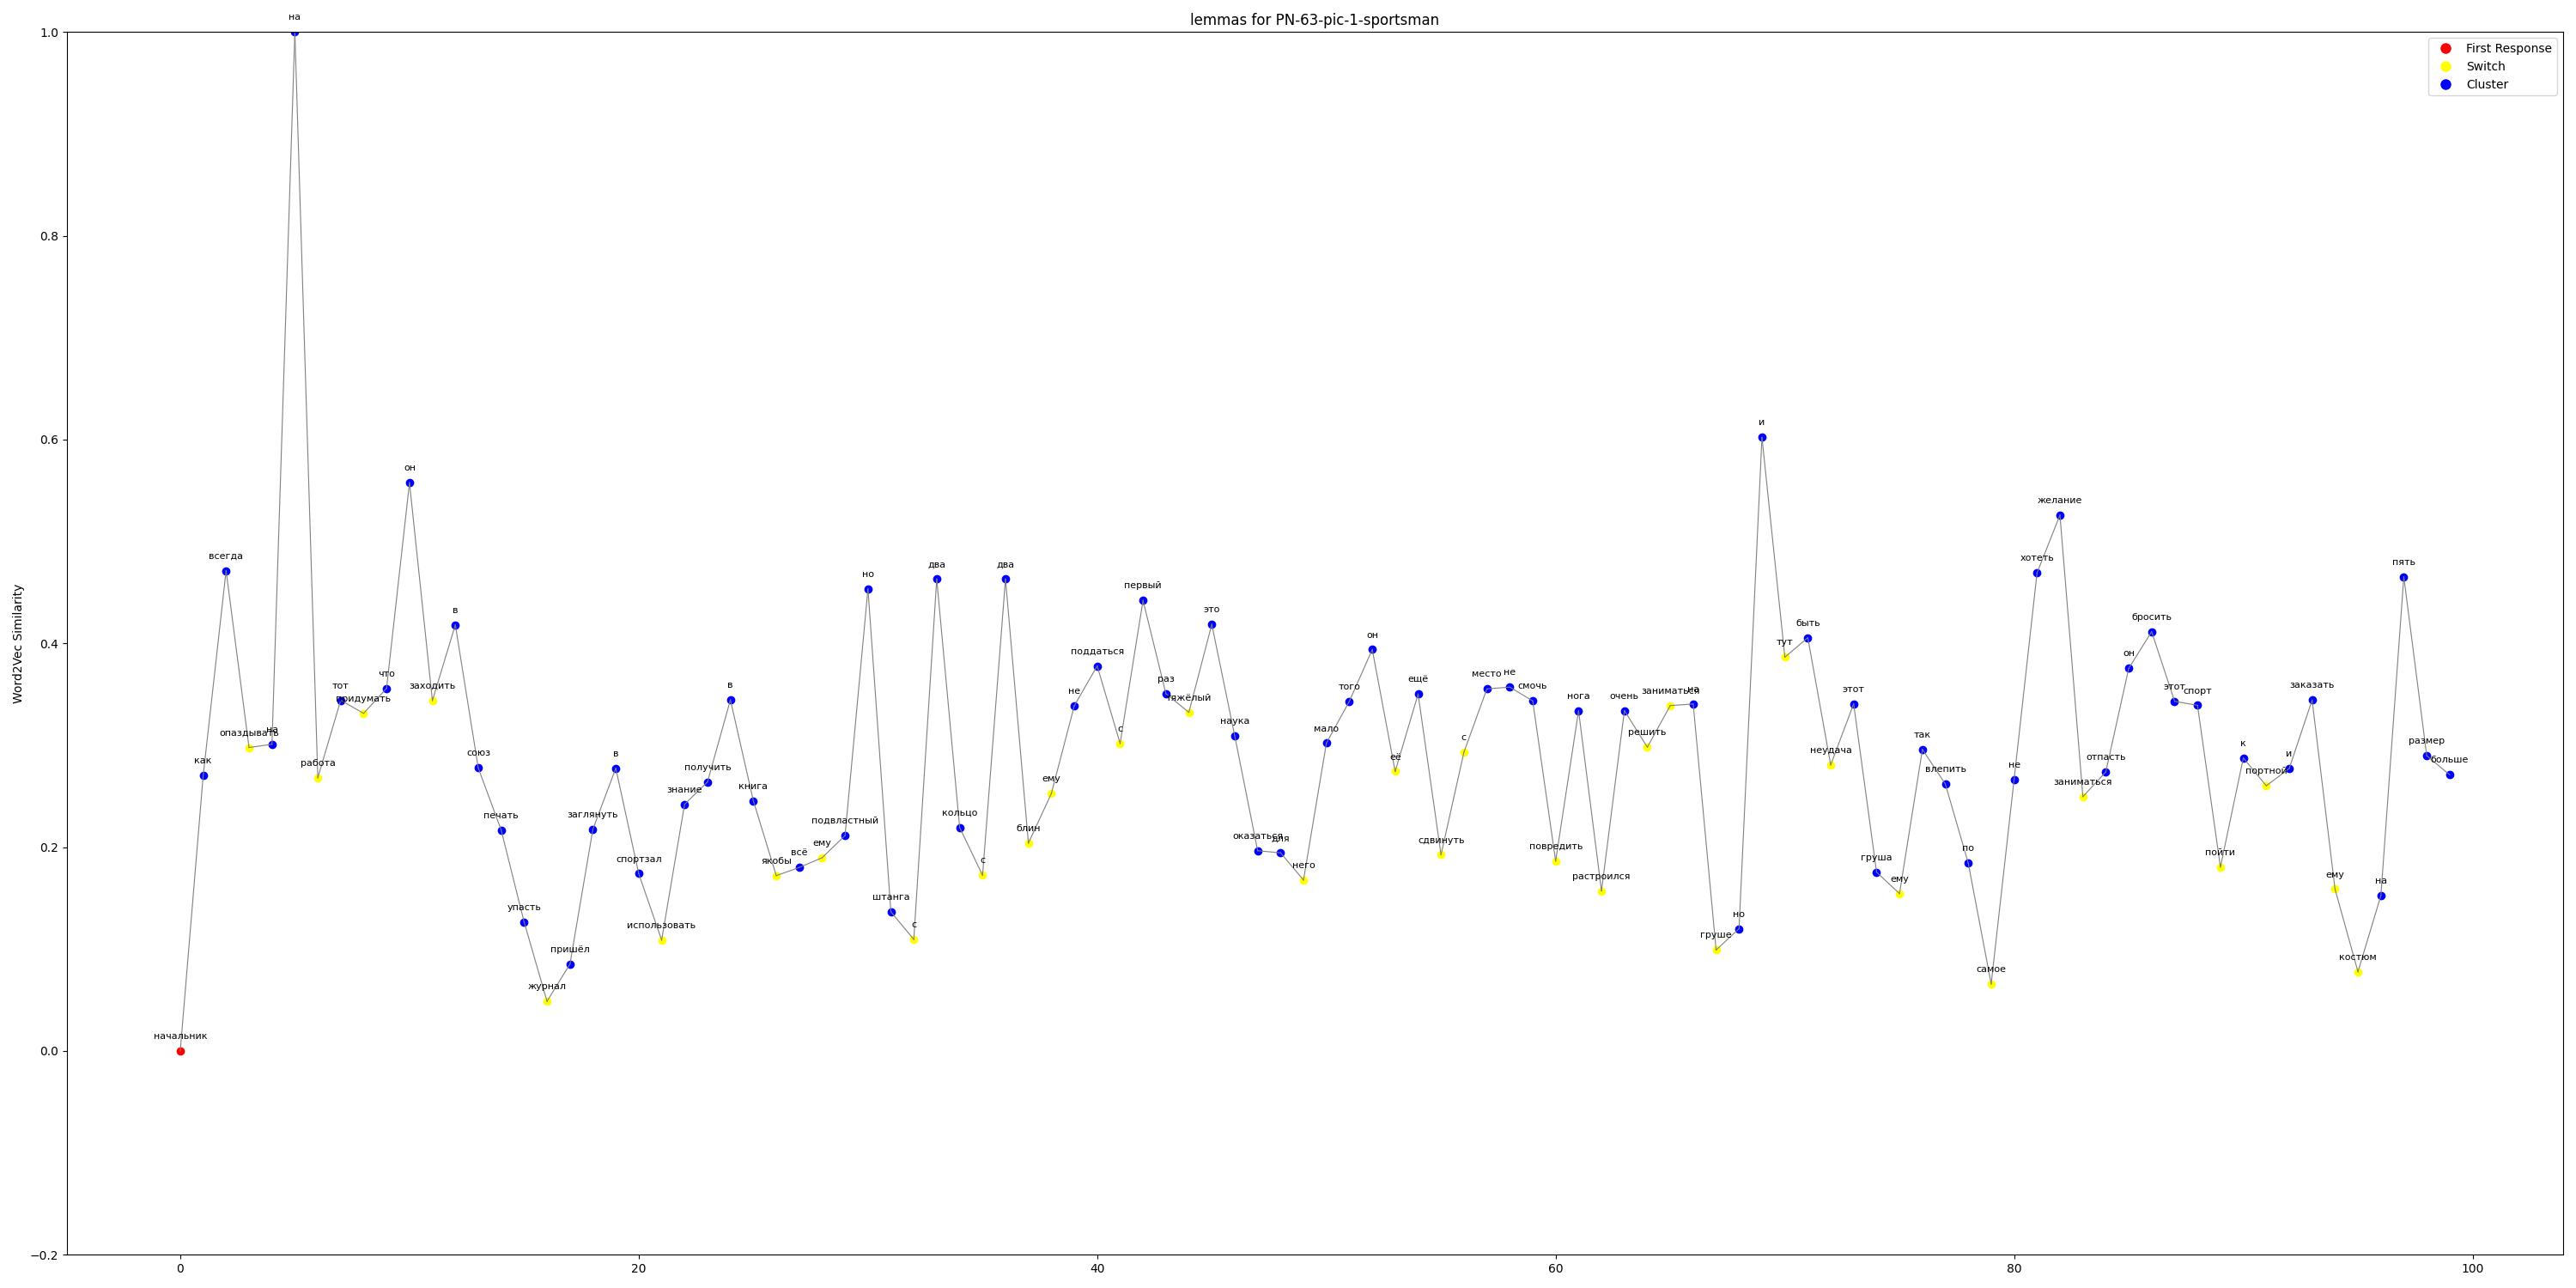 lemmas for PN-63-pic-1-sportsman
First Response
Switch
Cluster
Word2Vec Similarity
1.0
0.8
0.6
0.4
0.2
0.0
−0.2
0
20
40
60
80
100
начальник
как
всегда
опаздывать
на
на
работа
тот
придумать
что
он
заходить
в
союз
печать
упасть
журнал
пришёл
заглянуть
в
спортзал
использовать
знание
получить
в
книга
якобы
всё
ему
подвластный
но
штанга
с
два
кольцо
с
два
блин
ему
не
поддаться
с
первый
раз
тяжёлый
это
наука
оказаться
для
него
мало
того
он
её
ещё
сдвинуть
с
место
не
смочь
повредить
нога
растроился
очень
решить
заниматься
на
груше
но
и
тут
быть
неудача
этот
груша
ему
так
влепить
по
самое
не
хотеть
желание
заниматься
отпасть
он
бросить
этот
спорт
пойти
к
портной
и
заказать
ему
костюм
на
пять
размер
больше